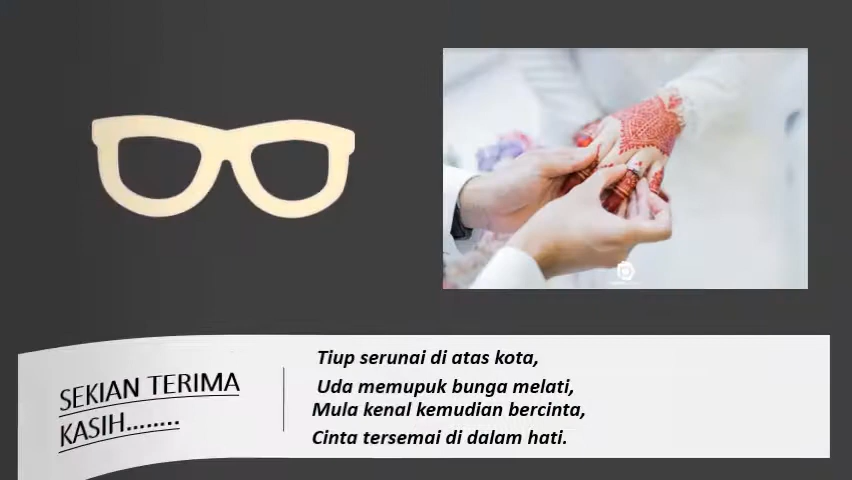 SEKIAN TERIMA
KASIH........
Tiup serunai di atas kota,
Uda memupuk bunga melati,
Mula kenal kemudian bercinta,
Cinta tersemai di dalam hati.